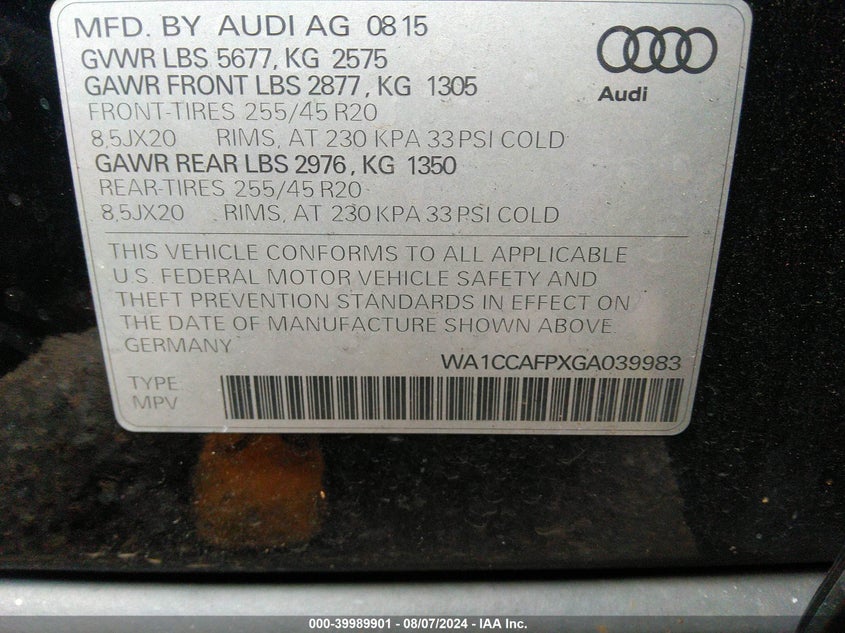 MFD. BY AUDI AG 08 15
GVWR LBS 5677, KG 2575
GAWR FRONT LBS 2877, KG 1305
FRONT-TIRES 255/45 R20
8,5JX20 RIMS, AT 230 KPA 33 PSI COLD
GAWR REAR LBS 2976, KG 1350
REAR-TIRES 255/45 R20
8,5JX20 RIMS, AT 230 KPA 33 PSI COLD
Audi
THIS VEHICLE CONFORMS TO ALL APPLICABLE
U.S. FEDERAL MOTOR VEHICLE SAFETY AND
THEFT PREVENTION STANDARDS IN EFFECT ON
THE DATE OF MANUFACTURE SHOWN ABOVE
GERMANY
WA1CCAFPXGA039983
TYPE
MPV
000-39989901 - 08/07/2024 - IAA Inc.